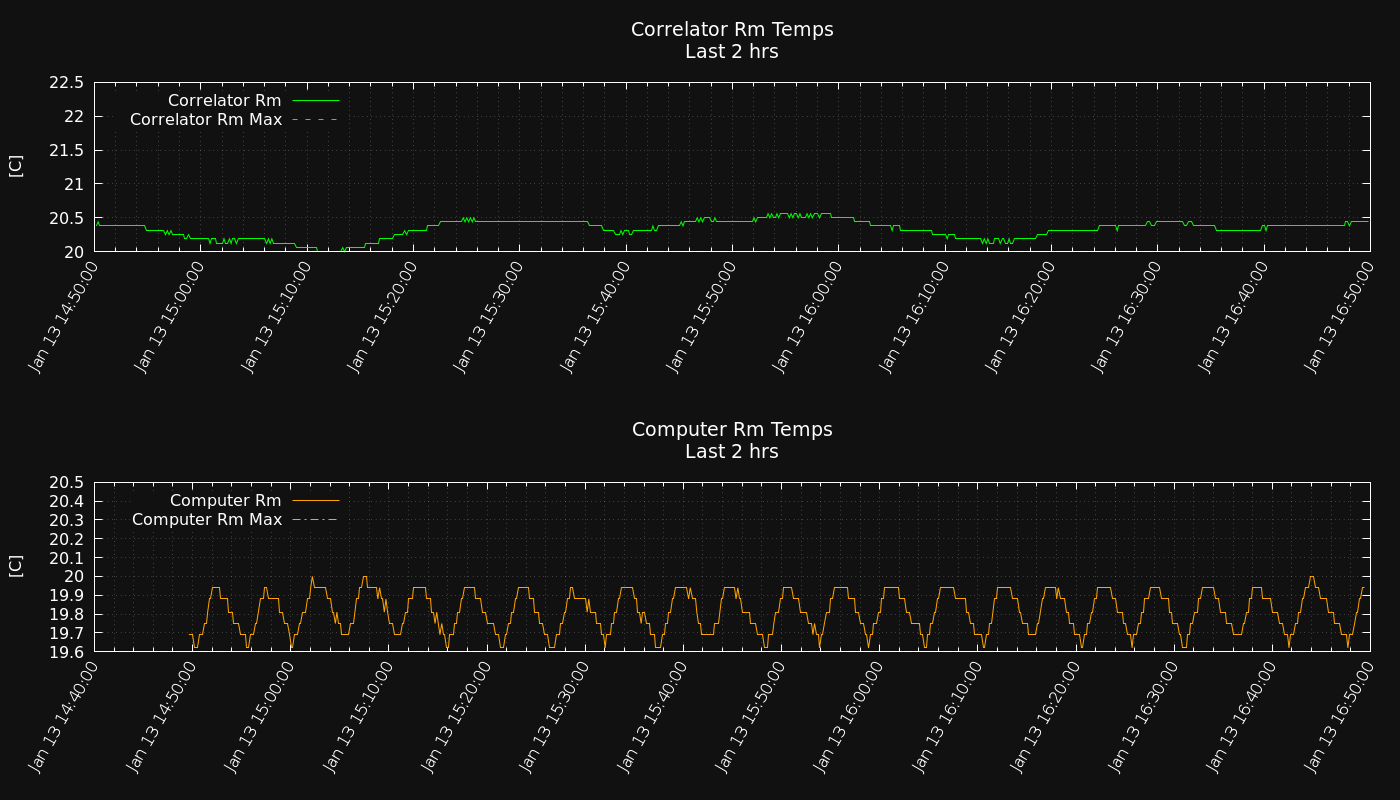 Correlator Rm Temps
Last 2 hrs
22.5
22
21.5
21
20.5
20
[C]
Correlator Rm
Correlator Rm Max
Jan 13 14:50:00
Jan 13 15:00:00
Jan 13 15:10:00
Jan 13 15:20:00
Jan 13 15:30:00
Jan 13 15:40:00
Jan 13 15:50:00
Jan 13 16:00:00
Jan 13 16:10:00
Jan 13 16:20:00
Jan 13 16:30:00
Jan 13 16:40:00
Jan 13 16:50:00
Computer Rm Temps
Last 2 hrs
20.5
20.4
20.3
20.2
20.1
20
19.9
19.8
19.7
19.6
[C]
Computer Rm
Computer Rm Max
Jan 13 14:40:00
Jan 13 14:50:00
Jan 13 15:00:00
Jan 13 15:10:00
Jan 13 15:20:00
Jan 13 15:30:00
Jan 13 15:40:00
Jan 13 15:50:00
Jan 13 16:00:00
Jan 13 16:10:00
Jan 13 16:20:00
Jan 13 16:30:00
Jan 13 16:40:00
Jan 13 16:50:00